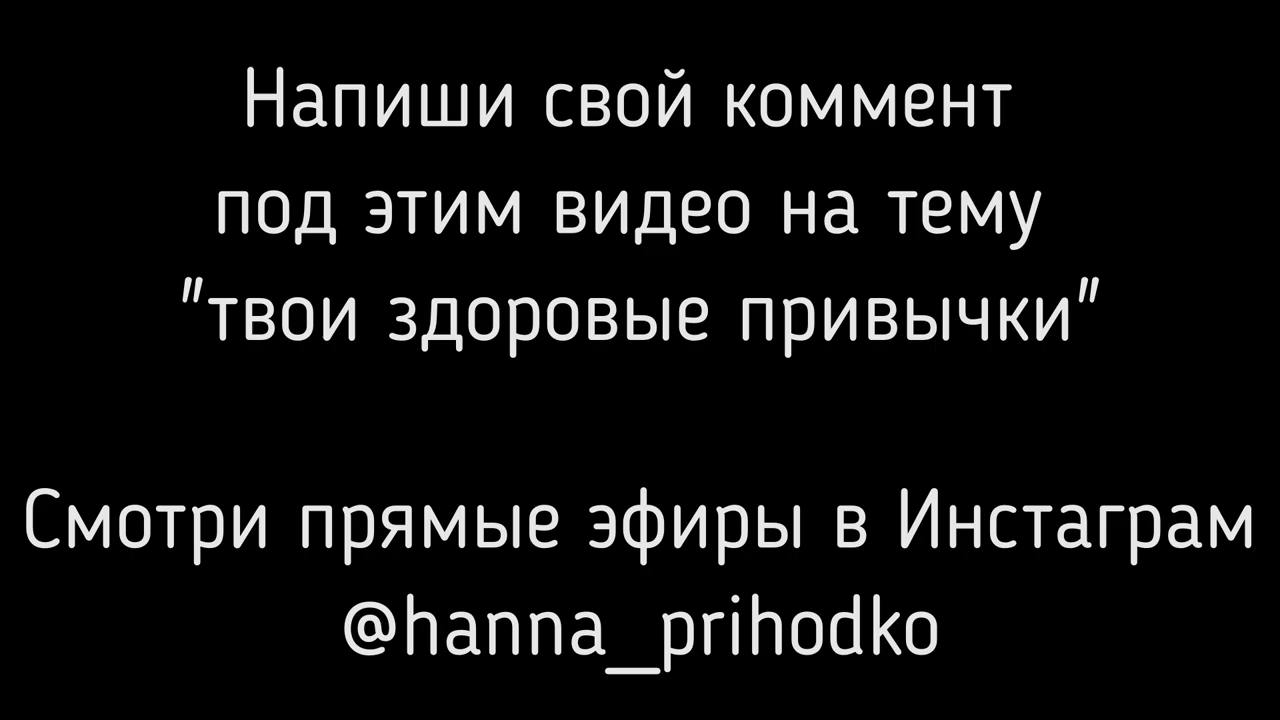 Напиши свой коммент
под этим видео на тему
"твои здоровые привычки"
Смотри прямые эфиры в Инстаграм
@hanna_prihodko